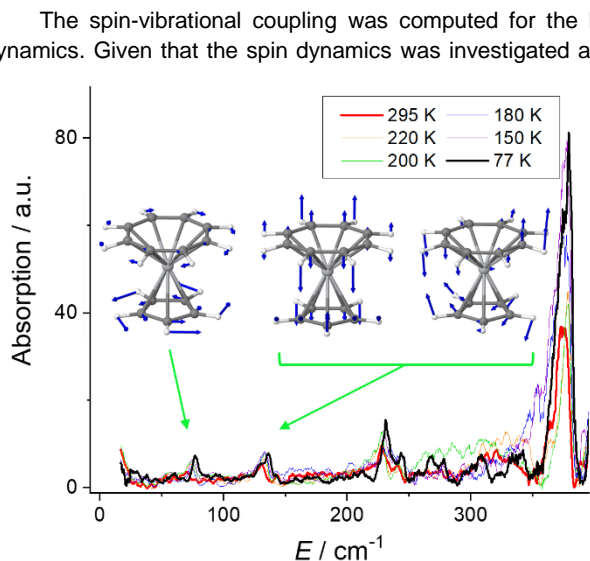 The spin-vibrational coupling was computed for the
ynamics. Given that the spin dynamics was investigated a
295 K 180 K
220 K 150 K
200 K 77 K
80
Absorption / a.u.
40
0
0 100 200 300
E / cm⁻¹